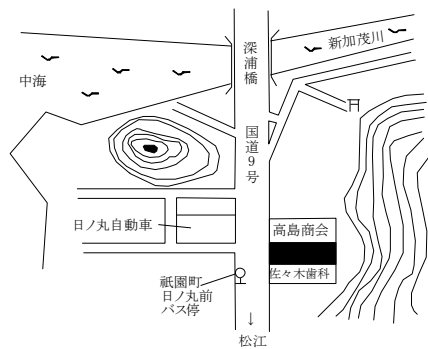 深浦橋
新加茂川
中海
国道9号
日ノ丸自動車
高島商会
佐々木歯科
祇園町
日ノ丸前
バス停
↓
松江